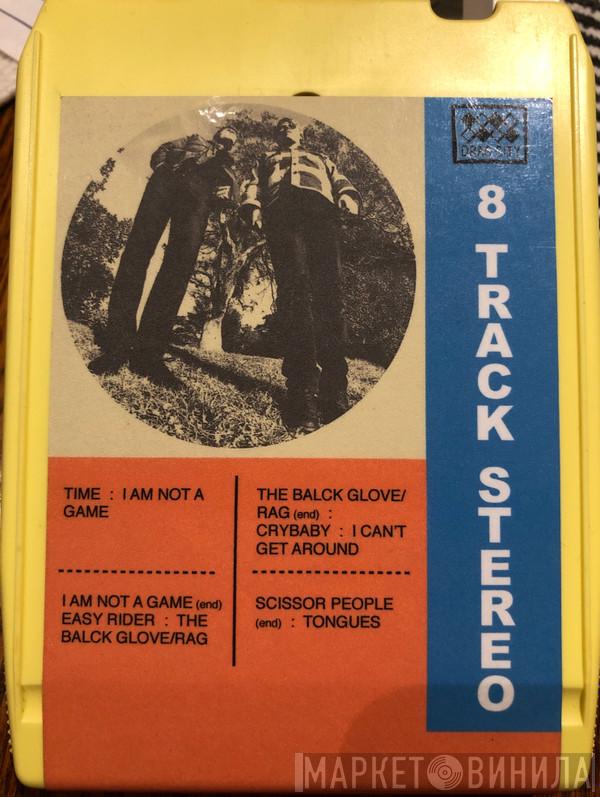 DRAG CITY
8 TRACK STEREO
TIME : I AM NOT A
GAME
I AM NOT A GAME (end)
EASY RIDER : THE
BALCK GLOVE/RAG
THE BALCK GLOVE/
RAG (end) :
CRYBABY : I CAN'T
GET AROUND
SCISSOR PEOPLE
(end) : TONGUES
МАРКЕТ ВИНИЛА